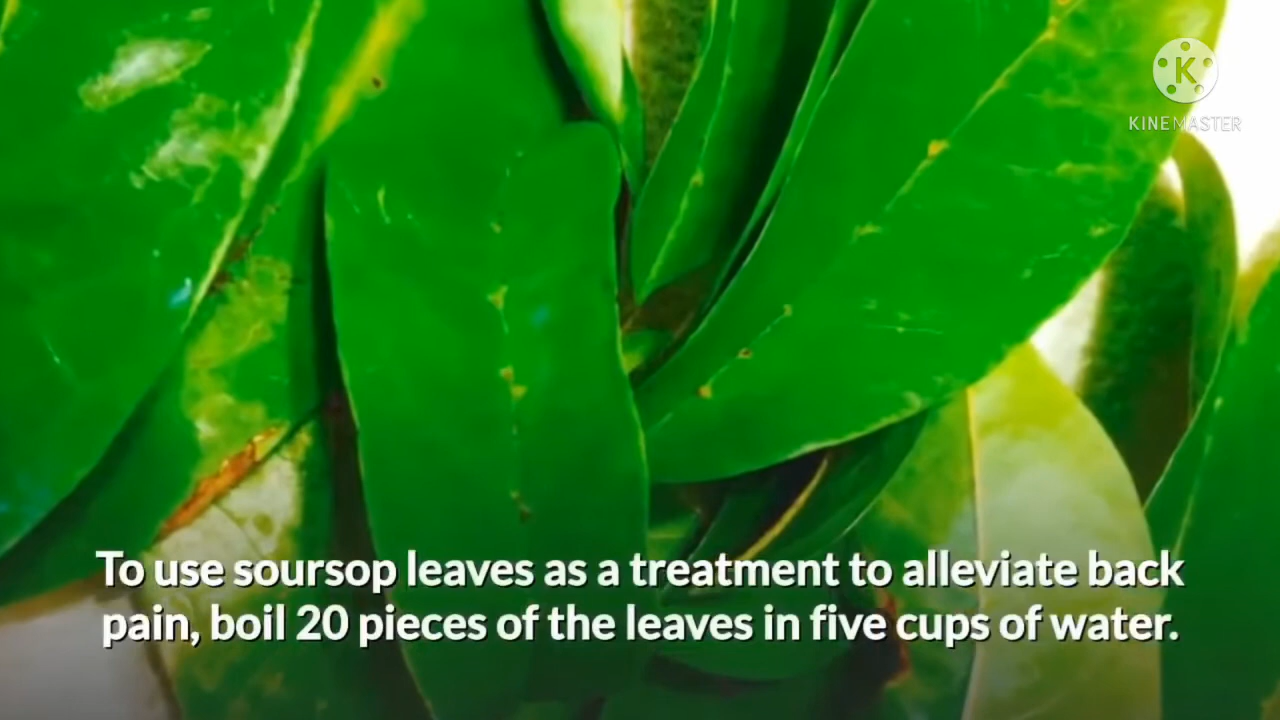 K
KINEMASTER
To use soursop leaves as a treatment to alleviate back
pain, boil 20 pieces of the leaves in five cups of water.